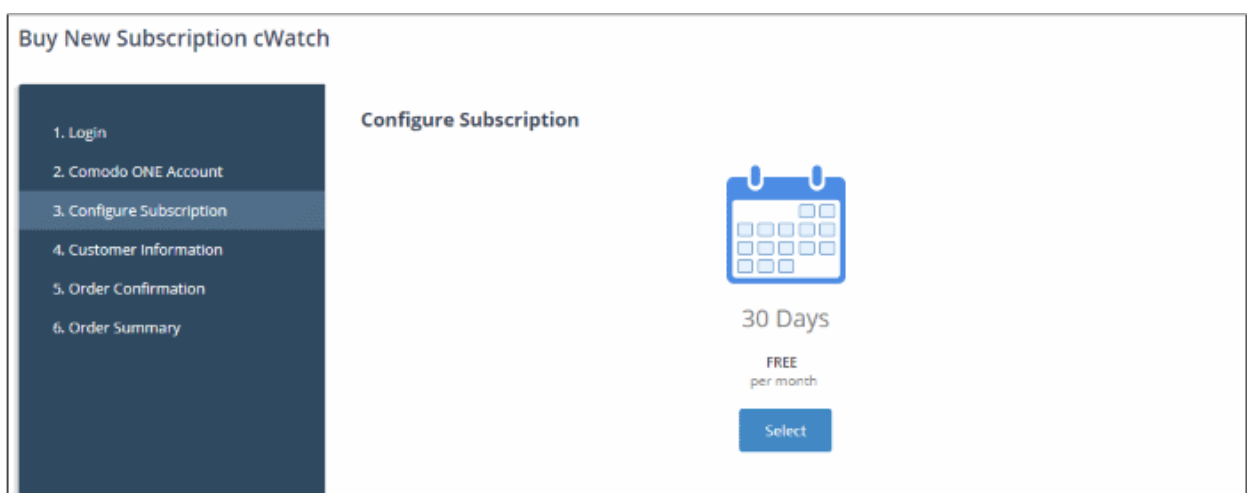 Buy New Subscription cWatch
1. Login
2. Comodo ONE Account
3. Configure Subscription
4. Customer Information
5. Order Confirmation
6. Order Summary
Configure Subscription
30 Days
FREE
per month
Select